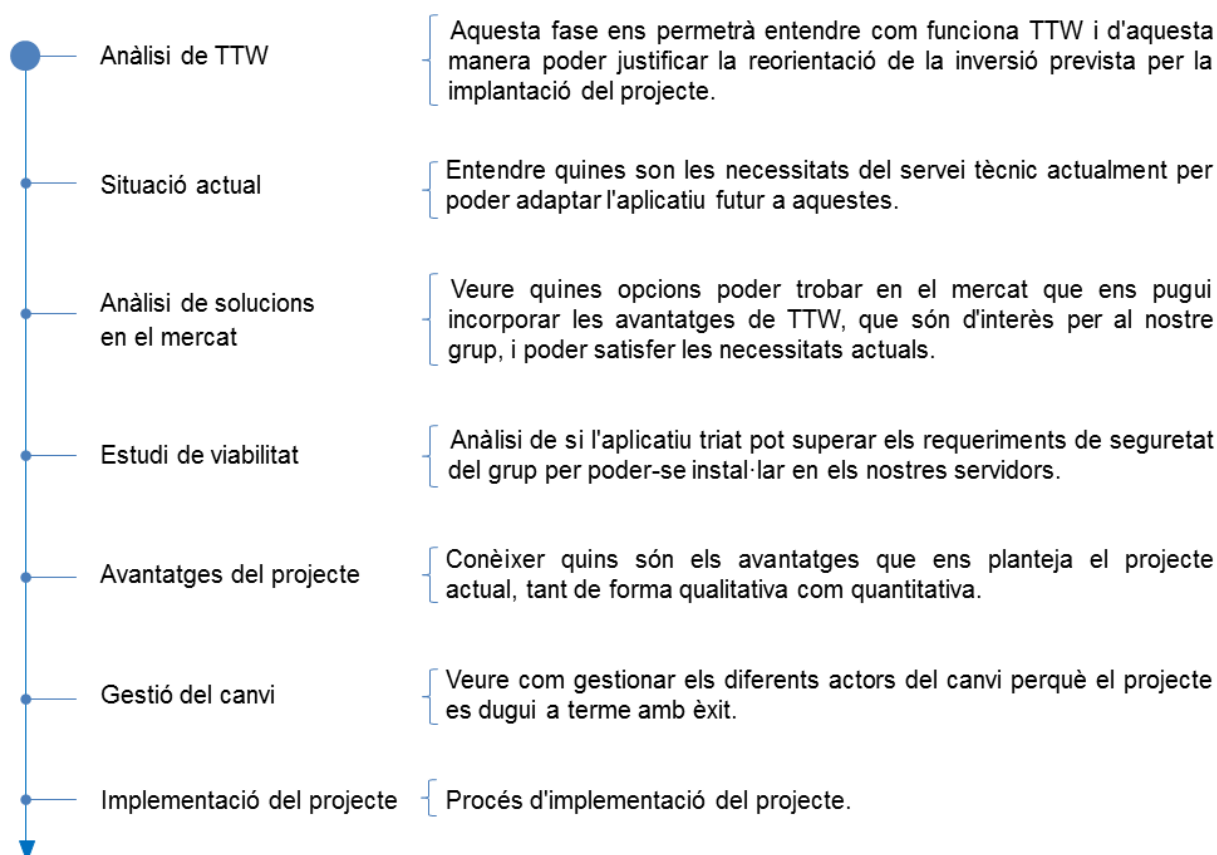 Anàlisi de TTW
Aquesta fase ens permetrà entendre com funciona TTW i d'aquesta
manera poder justificar la reorientació de la inversió prevista per la
implantació del projecte.
Situació actual
Entendre quines son les necessitats del servei tècnic actualment per
poder adaptar l'aplicatiu futur a aquestes.
Anàlisi de solucions
en el mercat
Veure quines opcions poder trobar en el mercat que ens pugui
incorporar les avantatges de TTW, que són d'interès per al nostre
grup, i poder satisfer les necessitats actuals.
Estudi de viabilitat
Anàlisi de si l'aplicatiu triat pot superar els requeriments de seguretat
del grup per poder-se instal·lar en els nostres servidors.
Avantatges del projecte
Conèixer quins són els avantatges que ens planteja el projecte
actual, tant de forma qualitativa com quantitativa.
Gestió del canvi
Veure com gestionar els diferents actors del canvi perquè el projecte
es dugui a terme amb èxit.
Implementació del projecte
Procés d'implementació del projecte.